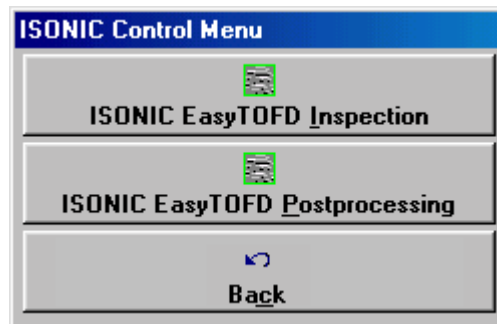 ISONIC Control Menu
ISONIC EasyTOFD Inspection
ISONIC EasyTOFD Postprocessing
Back